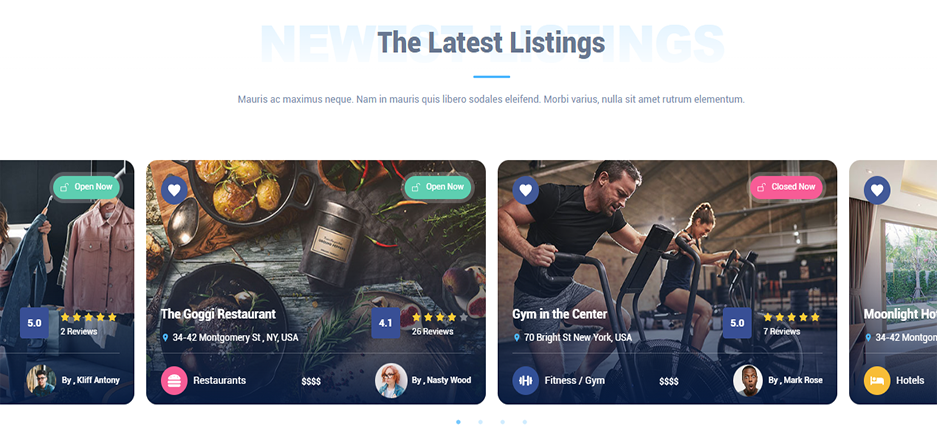 NEWEST LISTINGS
The Latest Listings
Mauris ac maximus neque. Nam in mauris quis libero sodales eleifend. Morbi varius, nulla sit amet rutrum elementum.
Open Now
5.0
2 Reviews
By , Kliff Antony
Open Now
The Goggi Restaurant
34-42 Montgomery St , NY, USA
4.1
26 Reviews
Restaurants
$$$$
By , Nasty Wood
Closed Now
Gym in the Center
70 Bright St New York, USA
5.0
7 Reviews
Fitness / Gym
$$$$
By , Mark Rose
Moonlight Ho
34-42 Montgon
Hotels